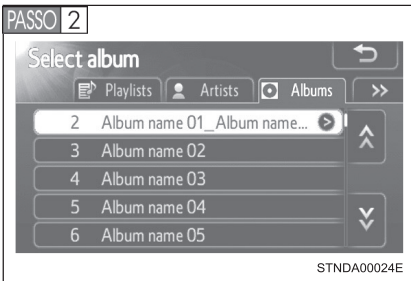 PASSO 2
Select album
Playlists Artists Albums >>
2 Album name 01_Album name...
3 Album name 02
4 Album name 03
5 Album name 04
6 Album name 05
STNDA00024E